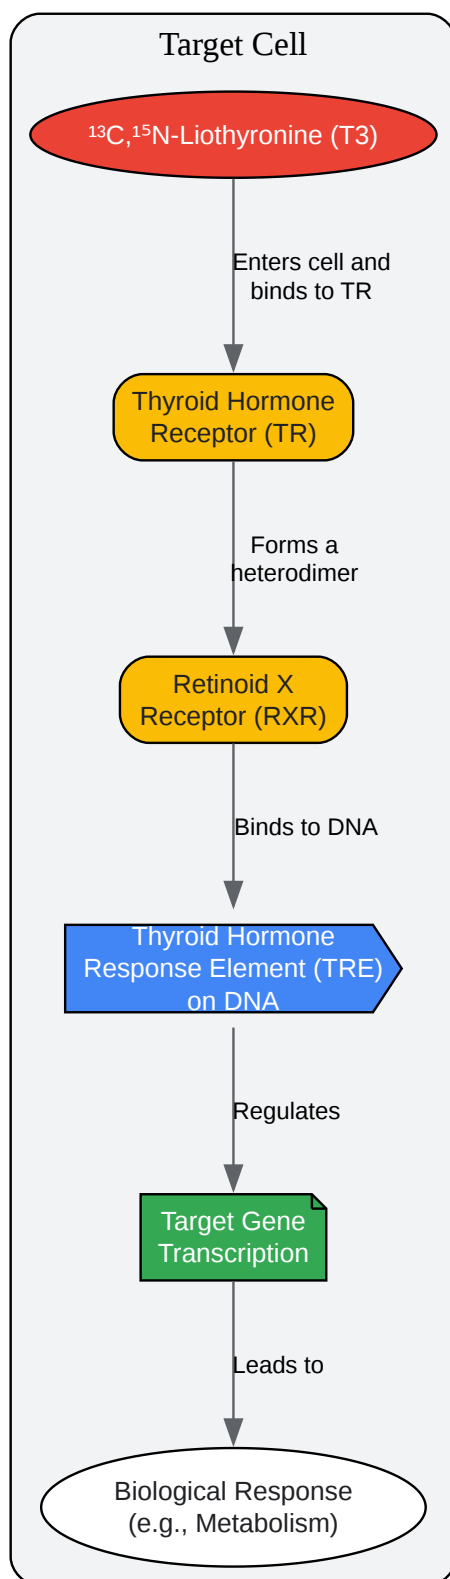 Target Cell
¹³C,¹⁵N-Liothyronine (T3)
Enters cell and
binds to TR
Thyroid Hormone
Receptor (TR)
Forms a
heterodimer
Retinoid X
Receptor (RXR)
Binds to DNA
Thyroid Hormone
Response Element (TRE)
on DNA
Regulates
Target Gene
Transcription
Leads to
Biological Response
(e.g., Metabolism)